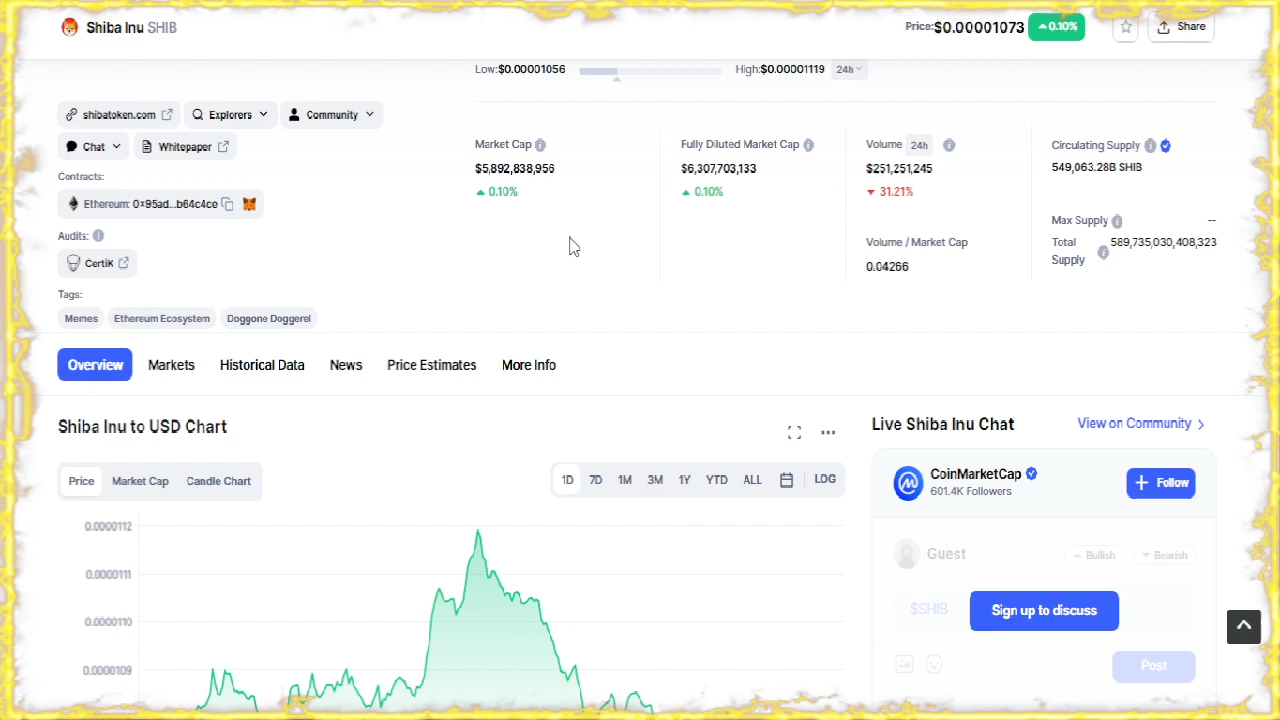 Shiba Inu SHIB
Price:$0.00001073 0.10% Share
Low:$0.00001056 High:$0.00001119 24h
shibatoken.com Explorers Community
Chat Whitepaper
Contracts:
Ethereum: 0x95ad...b64c4ce
Audits:
CertiK
Tags:
Memes Ethereum Ecosystem Doggone Doggerel
Market Cap
$5,892,838,956
0.10%
Fully Diluted Market Cap
$6,307,703,133
0.10%
Volume 24h
$251,251,245
31.21%
Volume / Market Cap
0.04266
Circulating Supply
549,063.28B SHIB
Max Supply --
Total Supply 589,735,030,408,323
Overview Markets Historical Data News Price Estimates More Info
Shiba Inu to USD Chart
Price Market Cap Candle Chart
1D 7D 1M 3M 1Y YTD ALL LOG
0.0000112
0.0000111
0.0000110
0.0000109
Live Shiba Inu Chat View on Community
CoinMarketCap
601.4K Followers
+ Follow
Guest Bullish Bearish
$SHIB
Sign up to discuss
Post